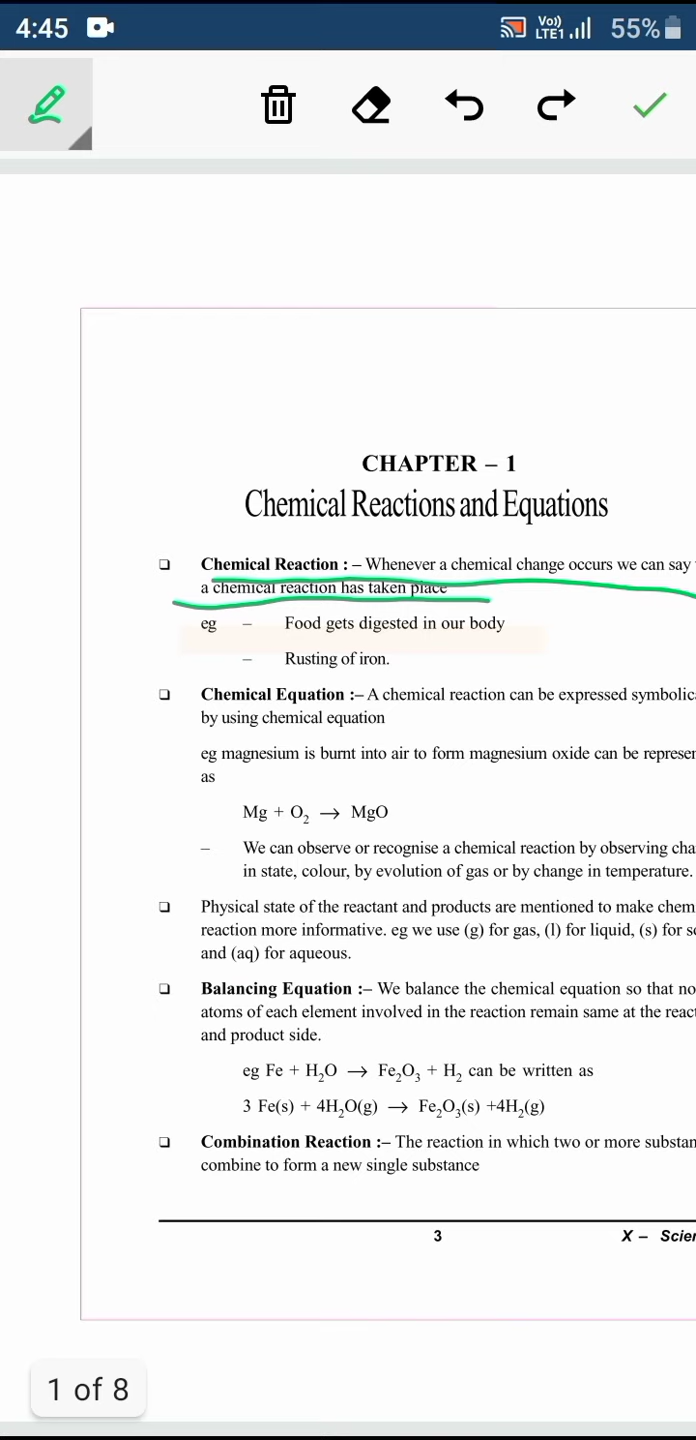 4:45 Vo)) LTE1 55%
CHAPTER – 1
Chemical Reactions and Equations
❑ Chemical Reaction : – Whenever a chemical change occurs we can say
a chemical reaction has taken place
eg – Food gets digested in our body
– Rusting of iron.
❑ Chemical Equation :– A chemical reaction can be expressed symbolic
by using chemical equation
eg magnesium is burnt into air to form magnesium oxide can be represen
as
Mg + O₂ → MgO
– We can observe or recognise a chemical reaction by observing cha
in state, colour, by evolution of gas or by change in temperature.
❑ Physical state of the reactant and products are mentioned to make chem
reaction more informative. eg we use (g) for gas, (l) for liquid, (s) for so
and (aq) for aqueous.
❑ Balancing Equation :– We balance the chemical equation so that no
atoms of each element involved in the reaction remain same at the react
and product side.
eg Fe + H₂O → Fe₂O₃ + H₂ can be written as
3 Fe(s) + 4H₂O(g) → Fe₂O₃(s) +4H₂(g)
❑ Combination Reaction :– The reaction in which two or more substan
combine to form a new single substance
3 X – Scien
1 of 8